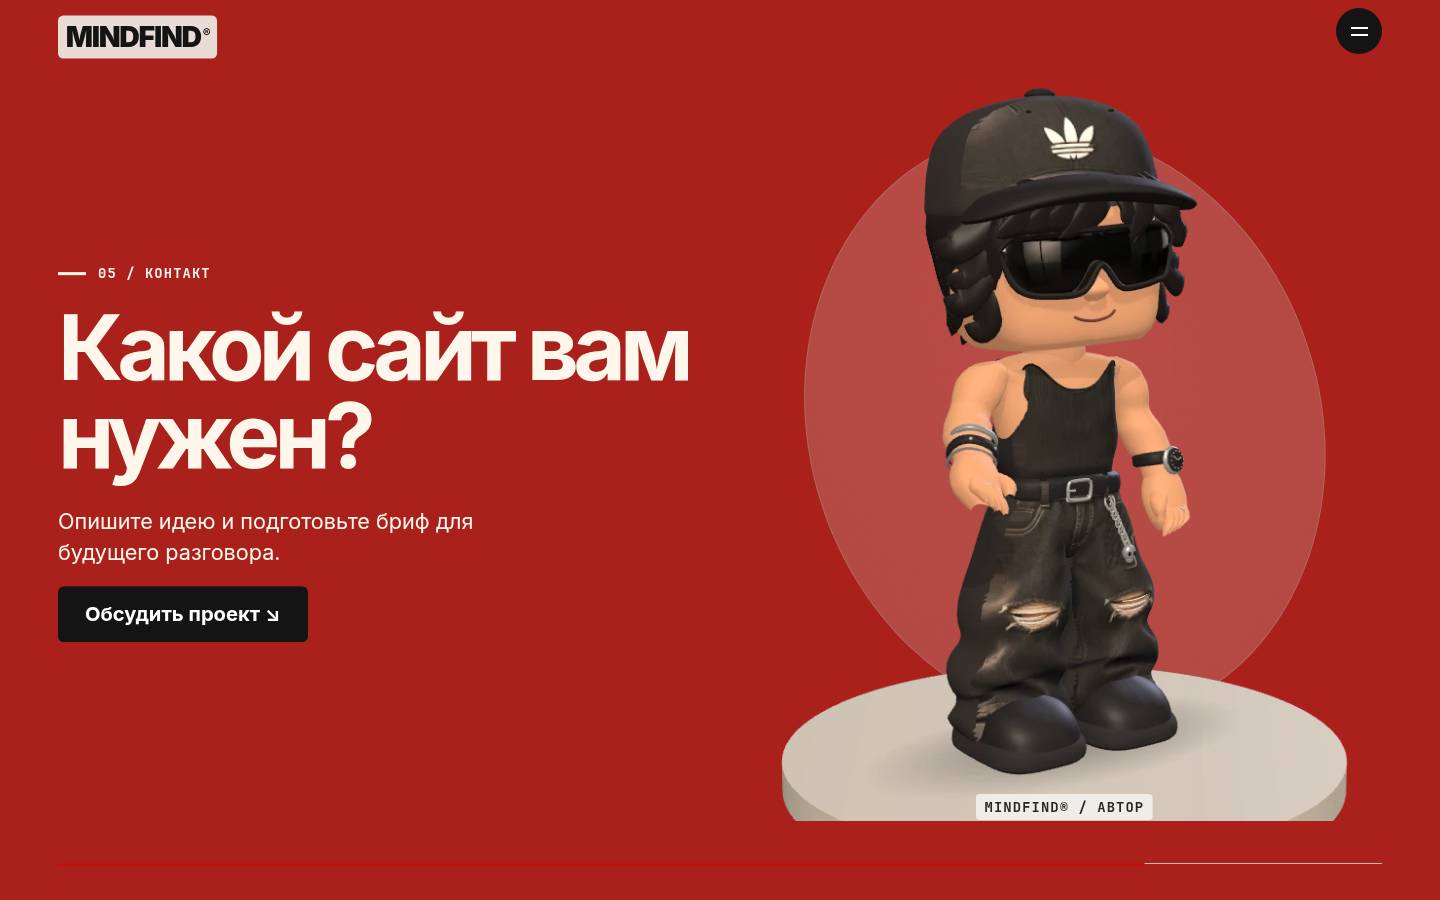 MINDFIND®
05 / КОНТАКТ
Какой сайт вам
нужен?
Опишите идею и подготовьте бриф для
будущего разговора.
Обсудить проект ↘
MINDFIND® / АВТОР